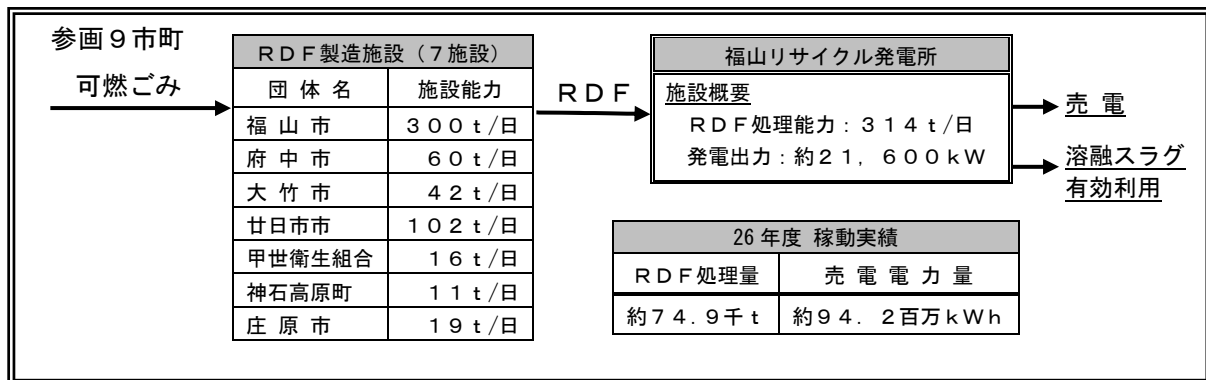 参画９市町
可燃ごみ
ＲＤＦ製造施設（７施設）
団 体 名 施設能力
福 山 市 ３００ｔ/日
府 中 市 ６０ｔ/日
大 竹 市 ４２ｔ/日
廿日市市 １０２ｔ/日
甲世衛生組合 １６ｔ/日
神石高原町 １１ｔ/日
庄 原 市 １９ｔ/日
ＲＤＦ
福山リサイクル発電所
施設概要
ＲＤＦ処理能力：３１４ｔ/日
発電出力：約２１，６００ｋＷ
売 電
溶融スラグ
有効利用
26 年度 稼動実績
ＲＤＦ処理量 売 電 電 力 量
約７４.９千ｔ 約９４．２百万ｋＷｈ